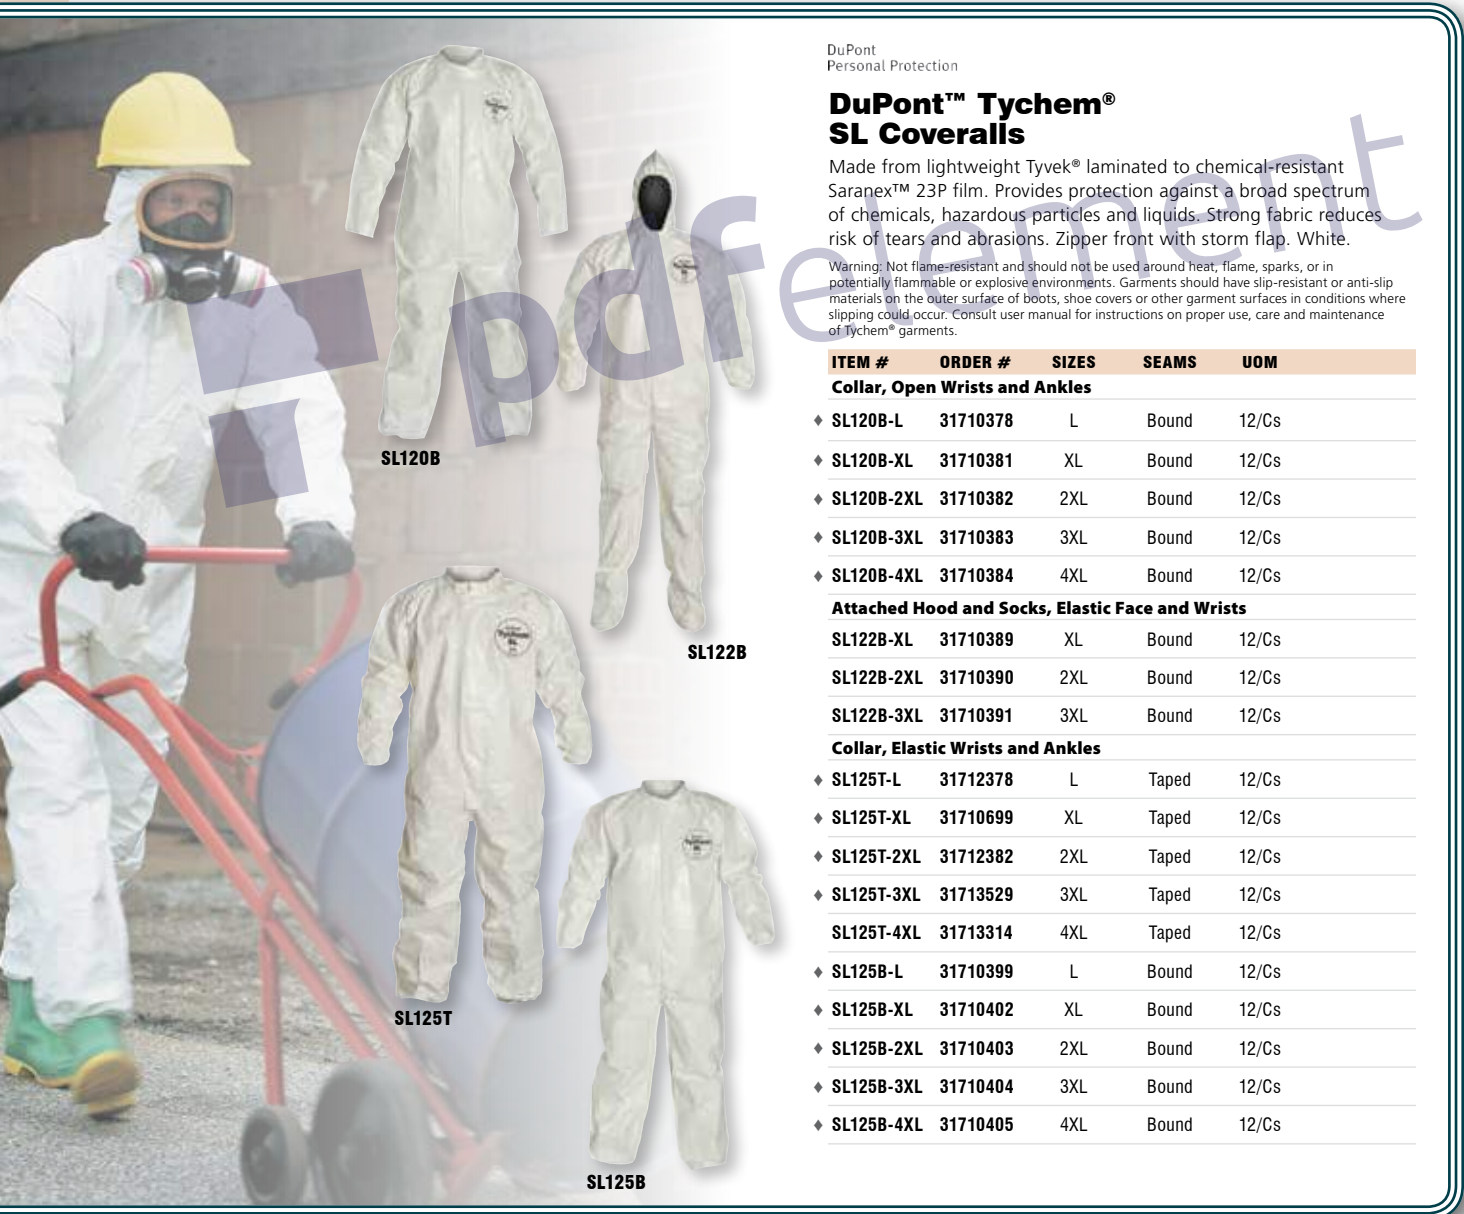 DuPont
Personal Protection
DuPont™ Tychem®
SL Coveralls
Made from lightweight Tyvek® laminated to chemical-resistant
Saranex™ 23P film. Provides protection against a broad spectrum
of chemicals, hazardous particles and liquids. Strong fabric reduces
risk of tears and abrasions. Zipper front with storm flap. White.
Warning: Not flame-resistant and should not be used around heat, flame, sparks, or in
potentially flammable or explosive environments. Garments should have slip-resistant or anti-slip
materials on the outer surface of boots, shoe covers or other garment surfaces in conditions where
slipping could occur. Consult user manual for instructions on proper use, care and maintenance
of Tychem® garments.
ITEM # ORDER # SIZES SEAMS UOM
Collar, Open Wrists and Ankles
♦ SL120B-L 31710378 L Bound 12/Cs
♦ SL120B-XL 31710381 XL Bound 12/Cs
♦ SL120B-2XL 31710382 2XL Bound 12/Cs
♦ SL120B-3XL 31710383 3XL Bound 12/Cs
♦ SL120B-4XL 31710384 4XL Bound 12/Cs
Attached Hood and Socks, Elastic Face and Wrists
SL122B-XL 31710389 XL Bound 12/Cs
SL122B-2XL 31710390 2XL Bound 12/Cs
SL122B-3XL 31710391 3XL Bound 12/Cs
Collar, Elastic Wrists and Ankles
♦ SL125T-L 31712378 L Taped 12/Cs
♦ SL125T-XL 31710699 XL Taped 12/Cs
♦ SL125T-2XL 31712382 2XL Taped 12/Cs
♦ SL125T-3XL 31713529 3XL Taped 12/Cs
SL125T-4XL 31713314 4XL Taped 12/Cs
♦ SL125B-L 31710399 L Bound 12/Cs
♦ SL125B-XL 31710402 XL Bound 12/Cs
♦ SL125B-2XL 31710403 2XL Bound 12/Cs
♦ SL125B-3XL 31710404 3XL Bound 12/Cs
♦ SL125B-4XL 31710405 4XL Bound 12/Cs
SL120B
SL122B
Tychem
SL
SL125T
SL125B
pdfelement